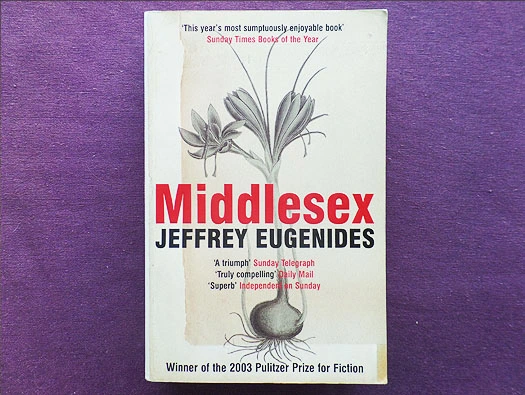 'This year's most sumptuously enjoyable book'
Sunday Times Books of the Year
Middlesex
JEFFREY EUGENIDES
'A triumph' Sunday Telegraph
'Truly compelling' Daily Mail
'Superb' Independent on Sunday
Winner of the 2003 Pulitzer Prize for Fiction